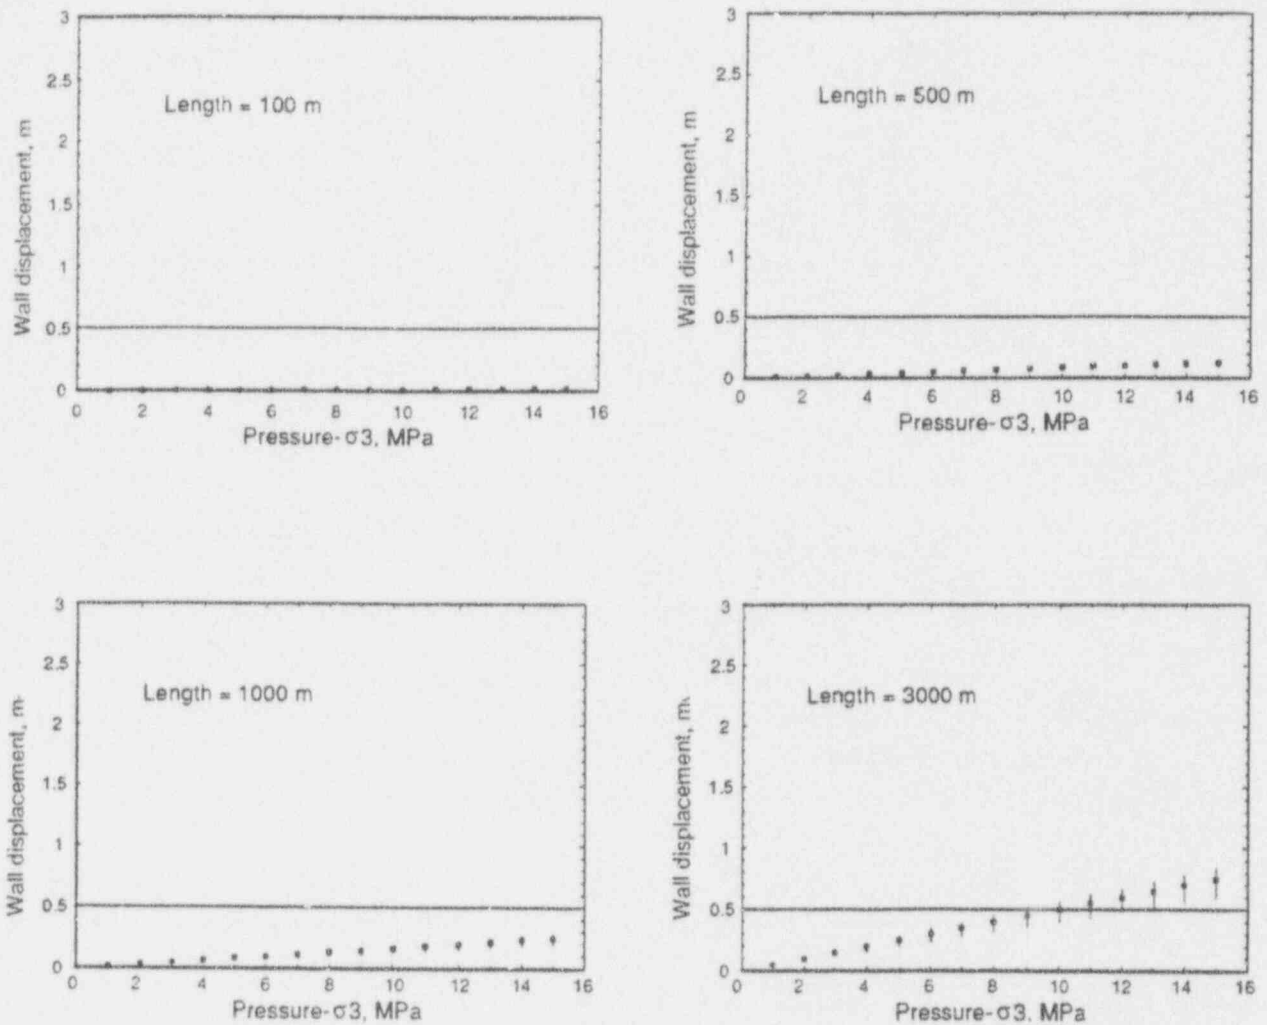 3
2.5
Length = 100 m
2
1.5
1
0.5
0
Wall displacement, m
0 2 4 6 8 10 12 14 16
Pressure-σ3, MPa
3
2.5
Length = 500 m
2
1.5
1
0.5
0
Wall displacement, m
0 2 4 6 8 10 12 14 16
Pressure-σ3, MPa
3
2.5
Length = 1000 m
2
1.5
1
0.5
0
Wall displacement, m
0 2 4 6 8 10 12 14 16
Pressure-σ3, MPa
3
2.5
Length = 3000 m
2
1.5
1
0.5
0
Wall displacement, m
0 2 4 6 8 10 12 14 16
Pressure-σ3, MPa